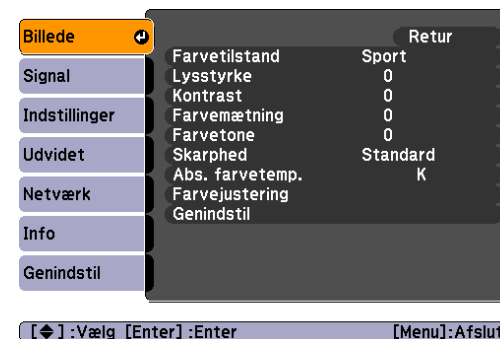 Billede
Signal
Indstillinger
Udvidet
Netværk
Info
Genindstil
Retur
Farvetilstand Sport
Lysstyrke 0
Kontrast 0
Farvemætning 0
Farvetone 0
Skarphed Standard
Abs. farvetemp. K
Farvejustering
Genindstil
[◆] :Vælg [Enter] :Enter [Menu]:Afslut